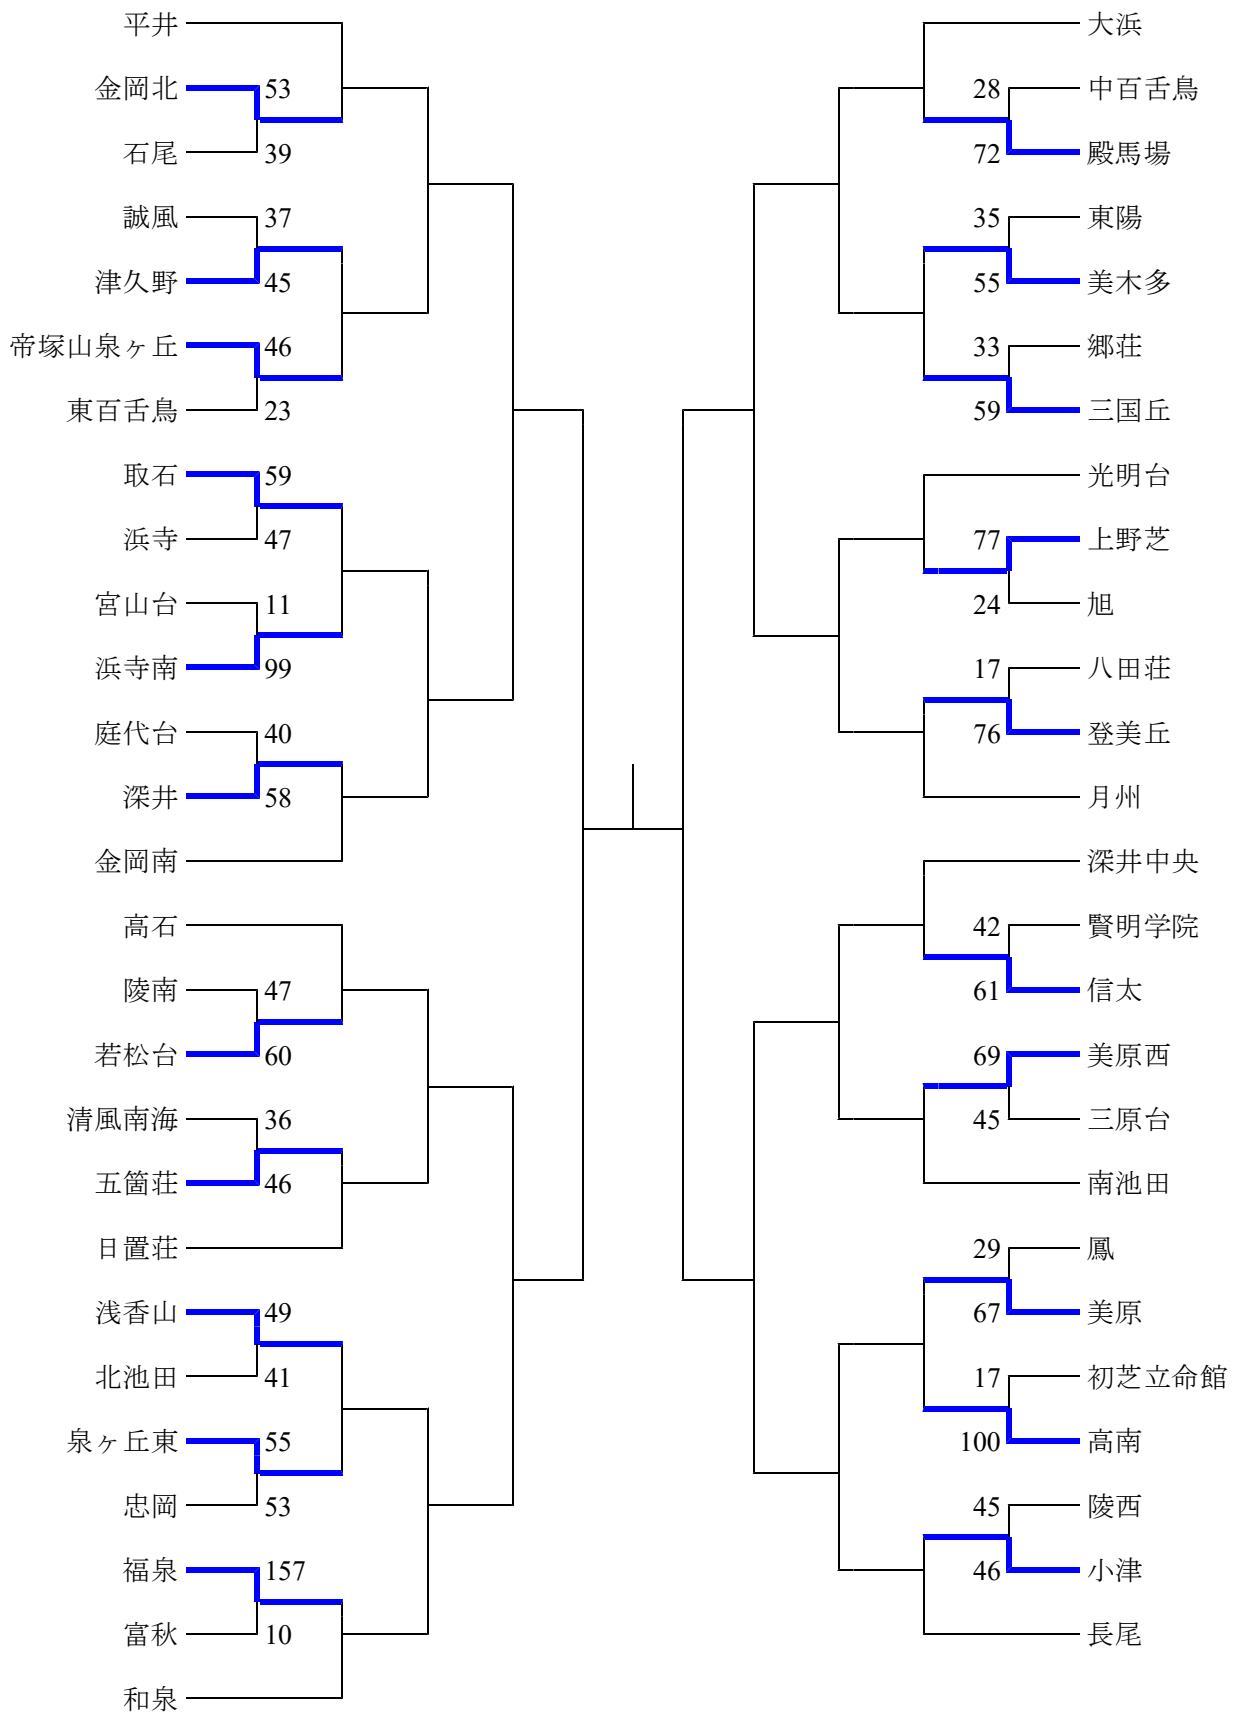 平井
金岡北 53
石尾 39
誠風 37
津久野 45
帝塚山泉ヶ丘 46
東百舌鳥 23
取石 59
浜寺 47
宮山台 11
浜寺南 99
庭代台 40
深井 58
金岡南
高石
陵南 47
若松台 60
清風南海 36
五箇荘 46
日置荘
浅香山 49
北池田 41
泉ヶ丘東 55
忠岡 53
福泉 157
富秋 10
和泉
大浜
28 中百舌鳥
72 殿馬場
35 東陽
55 美木多
33 郷荘
59 三国丘
光明台
77 上野芝
24 旭
17 八田荘
76 登美丘
月州
深井中央
42 賢明学院
61 信太
69 美原西
45 三原台
南池田
29 鳳
67 美原
17 初芝立命館
100 高南
45 陵西
46 小津
長尾